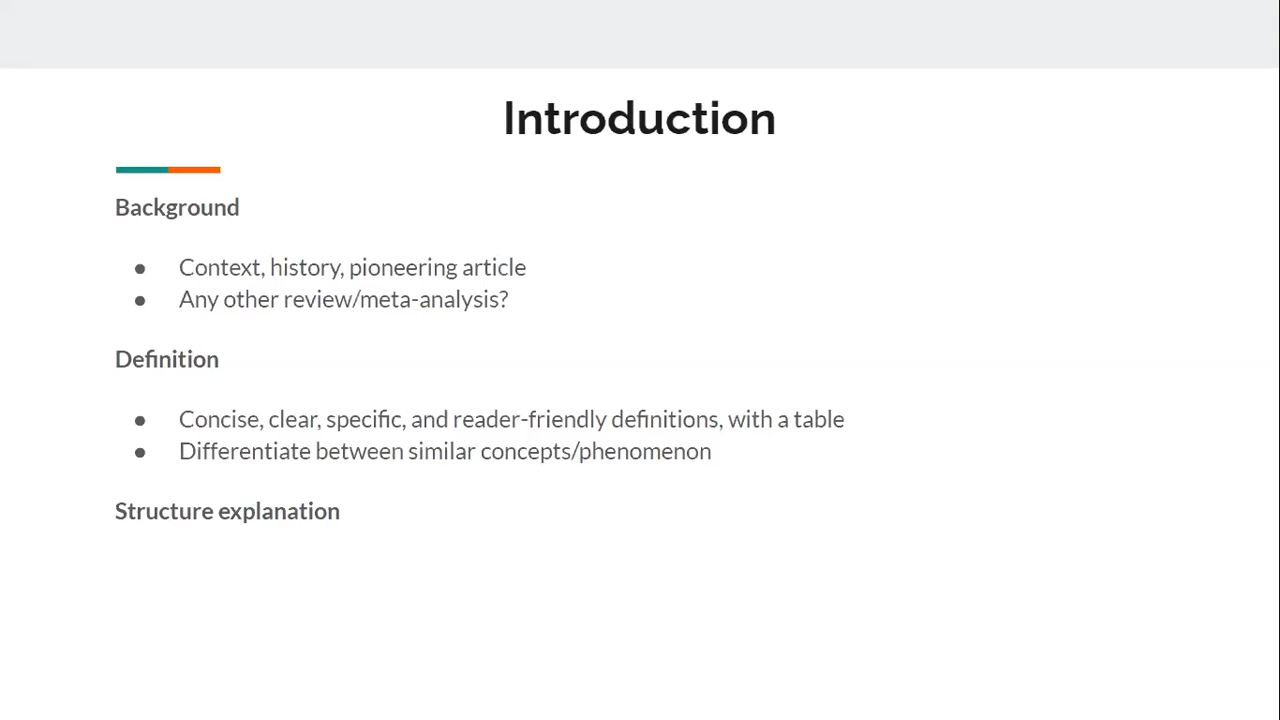 Introduction
Background
● Context, history, pioneering article
● Any other review/meta-analysis?
Definition
● Concise, clear, specific, and reader-friendly definitions, with a table
● Differentiate between similar concepts/phenomenon
Structure explanation